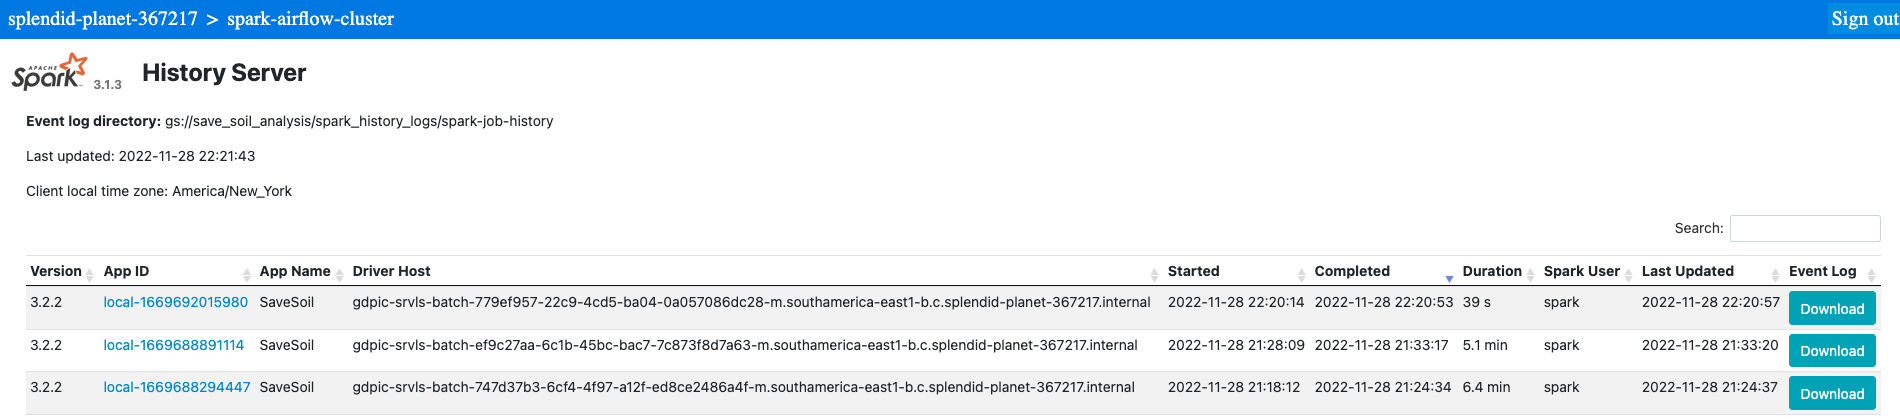 splendid-planet-367217 > spark-airflow-cluster Sign out
APACHE Spark 3.1.3 History Server
Event log directory: gs://save_soil_analysis/spark_history_logs/spark-job-history
Last updated: 2022-11-28 22:21:43
Client local time zone: America/New_York
Search:
Version App ID App Name Driver Host Started Completed Duration Spark User Last Updated Event Log
3.2.2 local-1669692015980 SaveSoil gdpic-srvls-batch-779ef957-22c9-4cd5-ba04-0a057086dc28-m.southamerica-east1-b.c.splendid-planet-367217.internal 2022-11-28 22:20:14 2022-11-28 22:20:53 39 s spark 2022-11-28 22:20:57 Download
3.2.2 local-1669688891114 SaveSoil gdpic-srvls-batch-ef9c27aa-6c1b-45bc-bac7-7c873f8d7a63-m.southamerica-east1-b.c.splendid-planet-367217.internal 2022-11-28 21:28:09 2022-11-28 21:33:17 5.1 min spark 2022-11-28 21:33:20 Download
3.2.2 local-1669688294447 SaveSoil gdpic-srvls-batch-747d37b3-6cf4-4f97-a12f-ed8ce2486a4f-m.southamerica-east1-b.c.splendid-planet-367217.internal 2022-11-28 21:18:12 2022-11-28 21:24:34 6.4 min spark 2022-11-28 21:24:37 Download